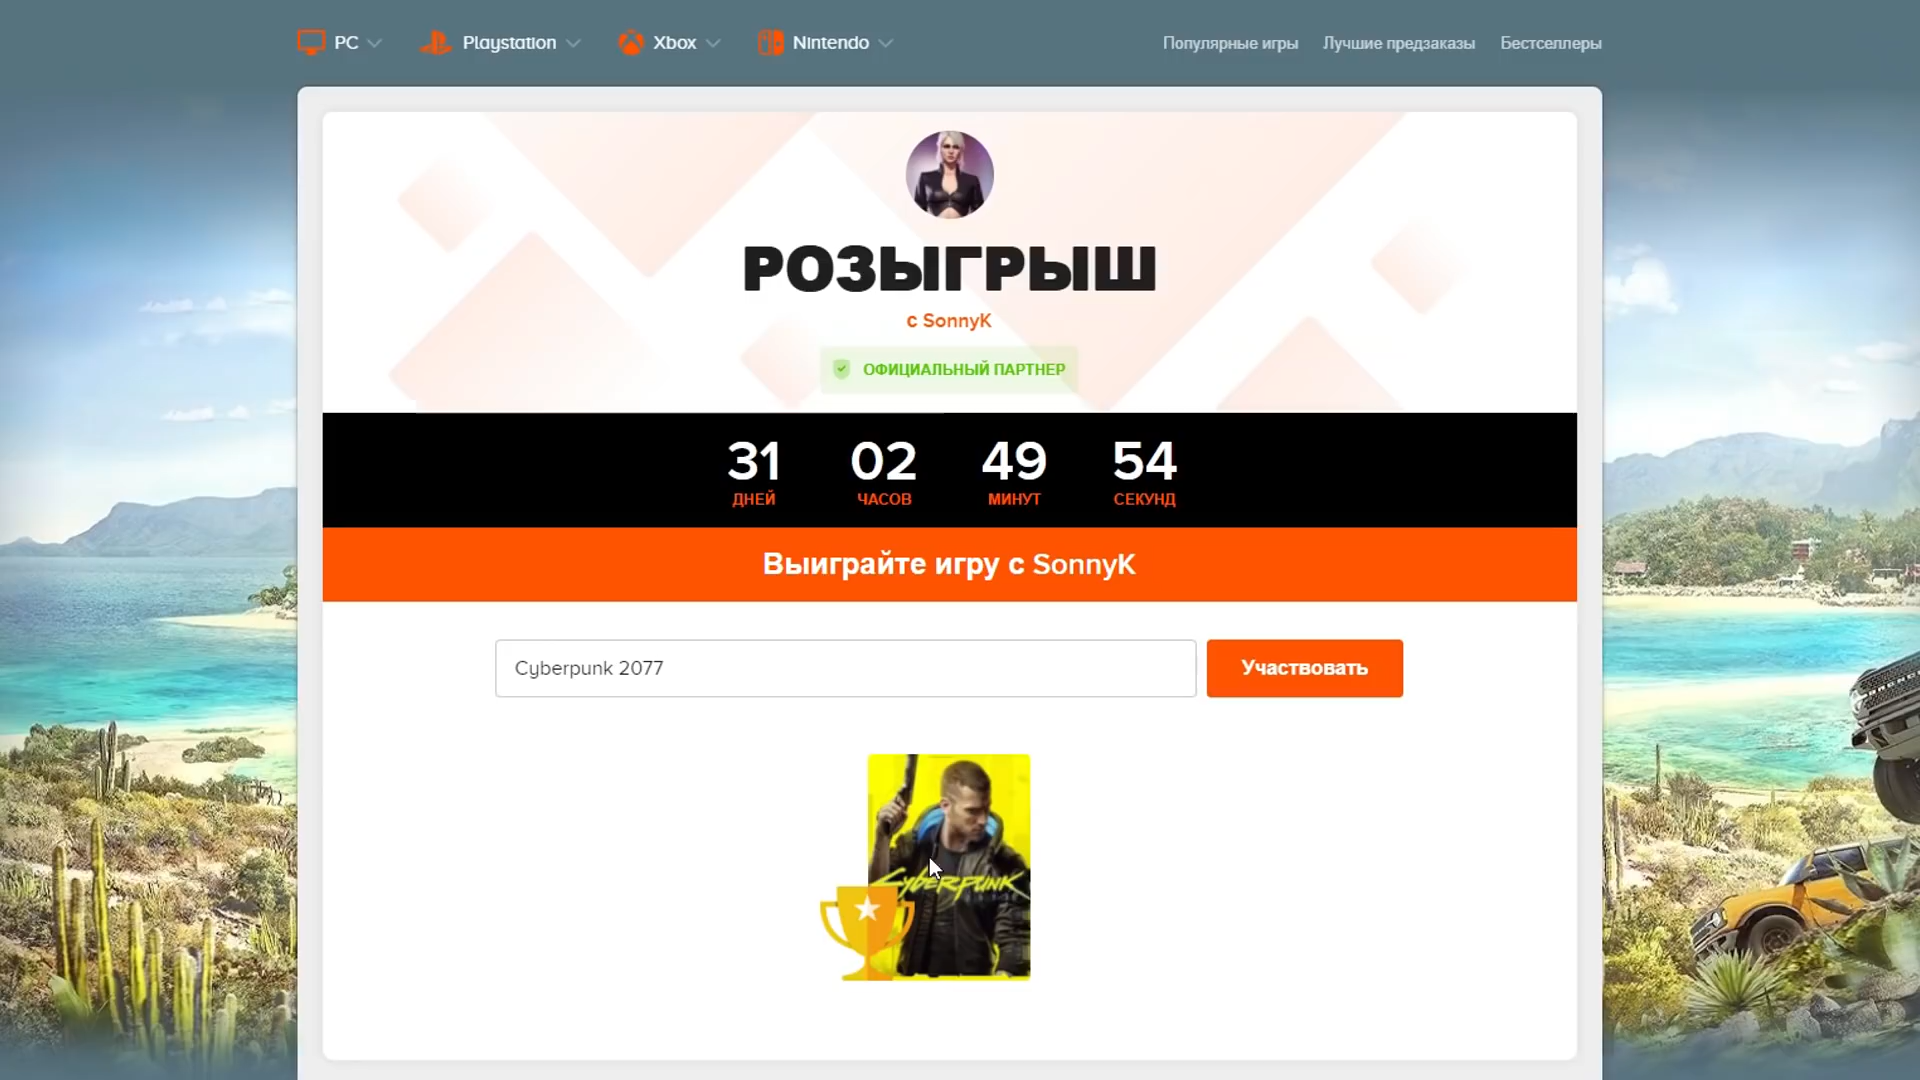 PC
Playstation
Xbox
Nintendo
Популярные игры
Лучшие предзаказы
Бестселлеры
РОЗЫГРЫШ
с SonnyK
ОФИЦИАЛЬНЫЙ ПАРТНЕР
31 02 49 54
ДНЕЙ ЧАСОВ МИНУТ СЕКУНД
Выиграйте игру с SonnyK
Cyberpunk 2077
Участвовать
CYBERPUNK